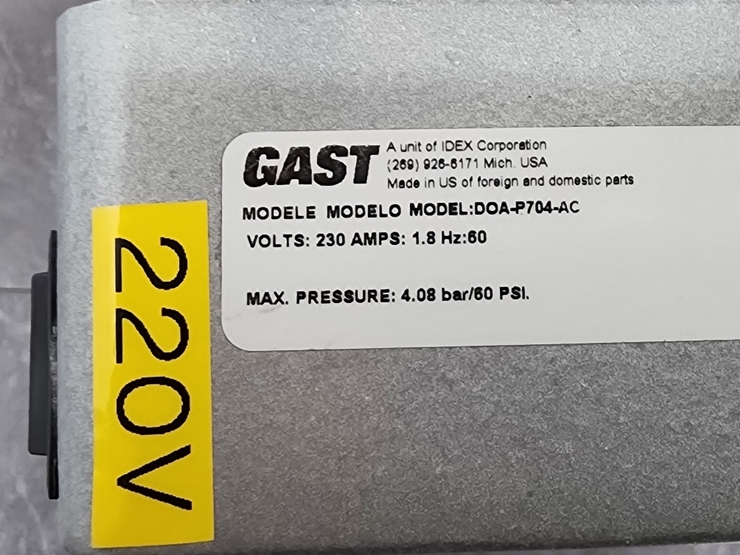 GAST
A unit of IDEX Corporation
(269) 926-6171 Mich. USA
Made in US of foreign and domestic parts
MODELE MODELO MODEL:DOA-P704-AC
VOLTS: 230 AMPS: 1.8 Hz:60
MAX. PRESSURE: 4.08 bar/60 PSI.
220V